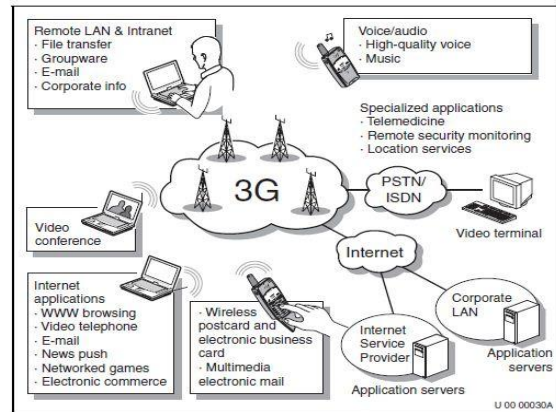 Remote LAN & Intranet
· File transfer
· Groupware
· E-mail
· Corporate info
Voice/audio
· High-quality voice
· Music
Specialized applications
· Telemedicine
· Remote security monitoring
· Location services
3G
PSTN/
ISDN
Video terminal
Video
conference
Internet
Internet
applications
· WWW browsing
· Video telephone
· E-mail
· News push
· Networked games
· Electronic commerce
· Wireless
postcard and
electronic business
card
· Multimedia
electronic mail
Internet
Service
Provider
Application servers
Corporate
LAN
Application
servers
U 00 00030A